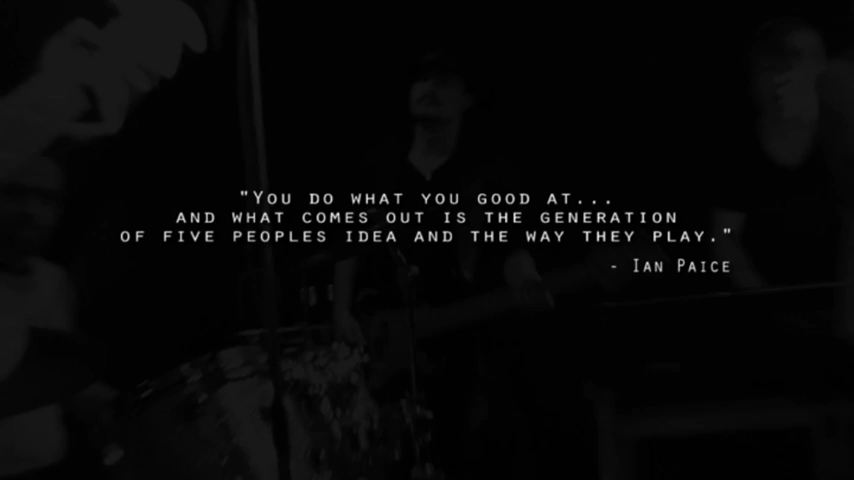 "You do what you good at...
and what comes out is the generation
of five peoples idea and the way they play."
- Ian Paice